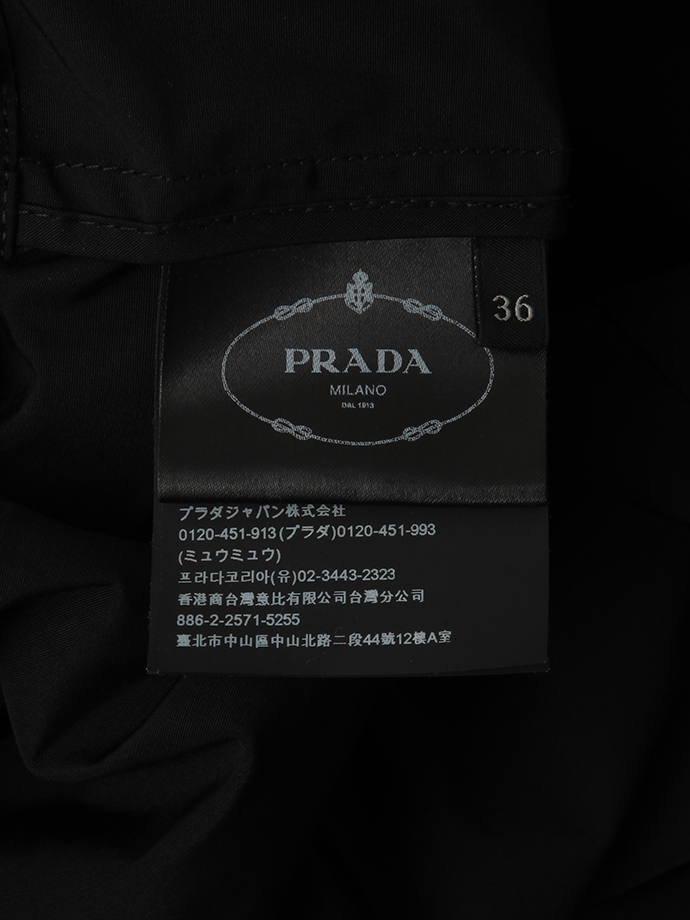 36
PRADA
MILANO
DAL 1913
プラダジャパン株式会社
0120-451-913(プラダ)0120-451-993
(ミュウミュウ)
프라다코리아(유)02-3443-2323
香港商台灣意比有限公司台灣分公司
886-2-2571-5255
臺北市中山區中山北路二段44號12樓A室